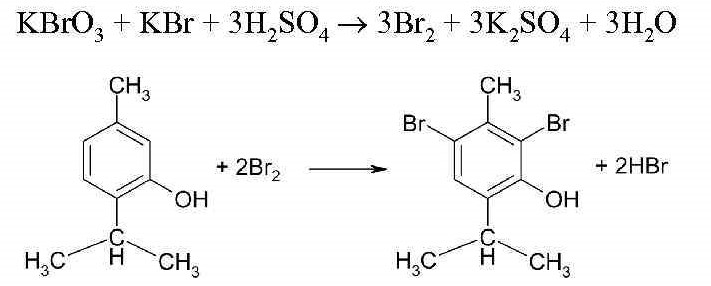 KBrO₃ + KBr + 3H₂SO₄ → 3Br₂ + 3K₂SO₄ + 3H₂O
CH₃ CH₃
Br Br
+ 2Br₂ + 2HBr
OH OH
C C
H₃C H CH₃ H₃C H CH₃